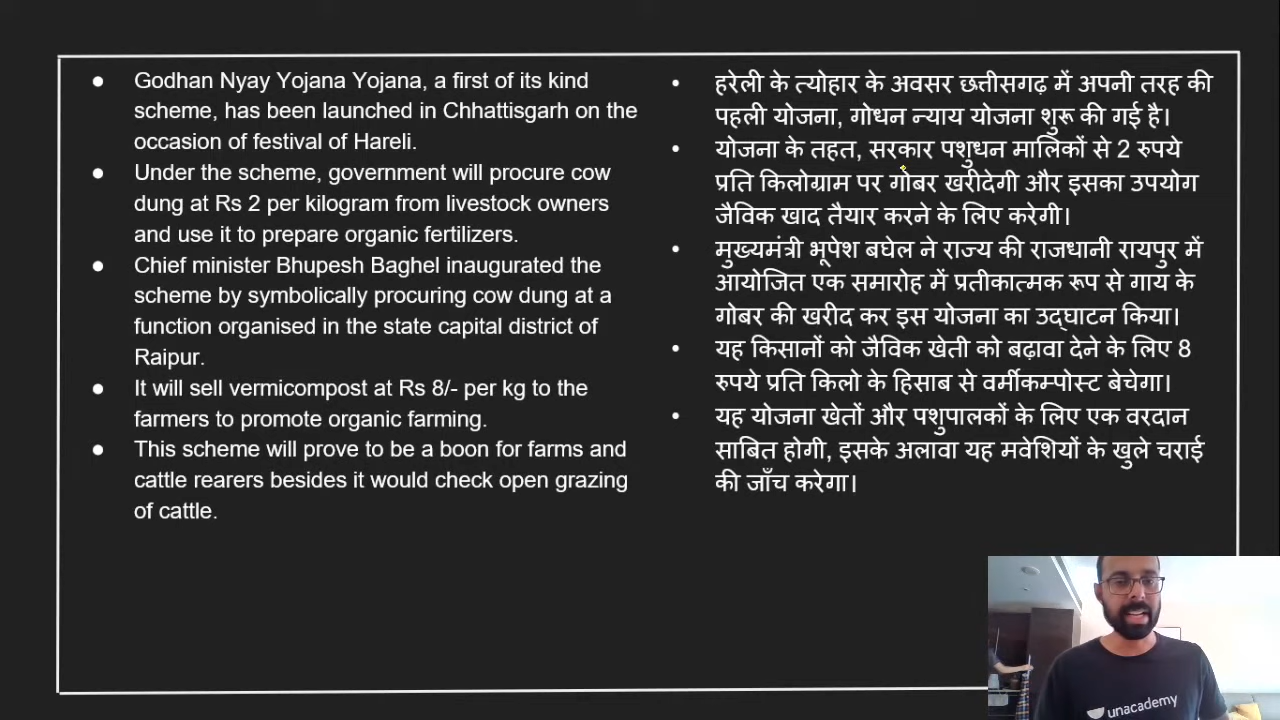 Godhan Nyay Yojana Yojana, a first of its kind
scheme, has been launched in Chhattisgarh on the
occasion of festival of Hareli.
Under the scheme, government will procure cow
dung at Rs 2 per kilogram from livestock owners
and use it to prepare organic fertilizers.
Chief minister Bhupesh Baghel inaugurated the
scheme by symbolically procuring cow dung at a
function organised in the state capital district of
Raipur.
It will sell vermicompost at Rs 8/- per kg to the
farmers to promote organic farming.
This scheme will prove to be a boon for farms and
cattle rearers besides it would check open grazing
of cattle.
हरेली के त्योहार के अवसर छत्तीसगढ़ में अपनी तरह की
पहली योजना, गोधन न्याय योजना शुरू की गई है।
योजना के तहत, सरकार पशुधन मालिकों से 2 रुपये
प्रति किलोग्राम पर गोबर खरीदेगी और इसका उपयोग
जैविक खाद तैयार करने के लिए करेगी।
मुख्यमंत्री भूपेश बघेल ने राज्य की राजधानी रायपुर में
आयोजित एक समारोह में प्रतीकात्मक रूप से गाय के
गोबर की खरीद कर इस योजना का उद्घाटन किया।
यह किसानों को जैविक खेती को बढ़ावा देने के लिए 8
रुपये प्रति किलो के हिसाब से वर्मीकम्पोस्ट बेचेगा।
यह योजना खेतों और पशुपालकों के लिए एक वरदान
साबित होगी, इसके अलावा यह मवेशियों के खुले चराई
की जाँच करेगा।
unacademy